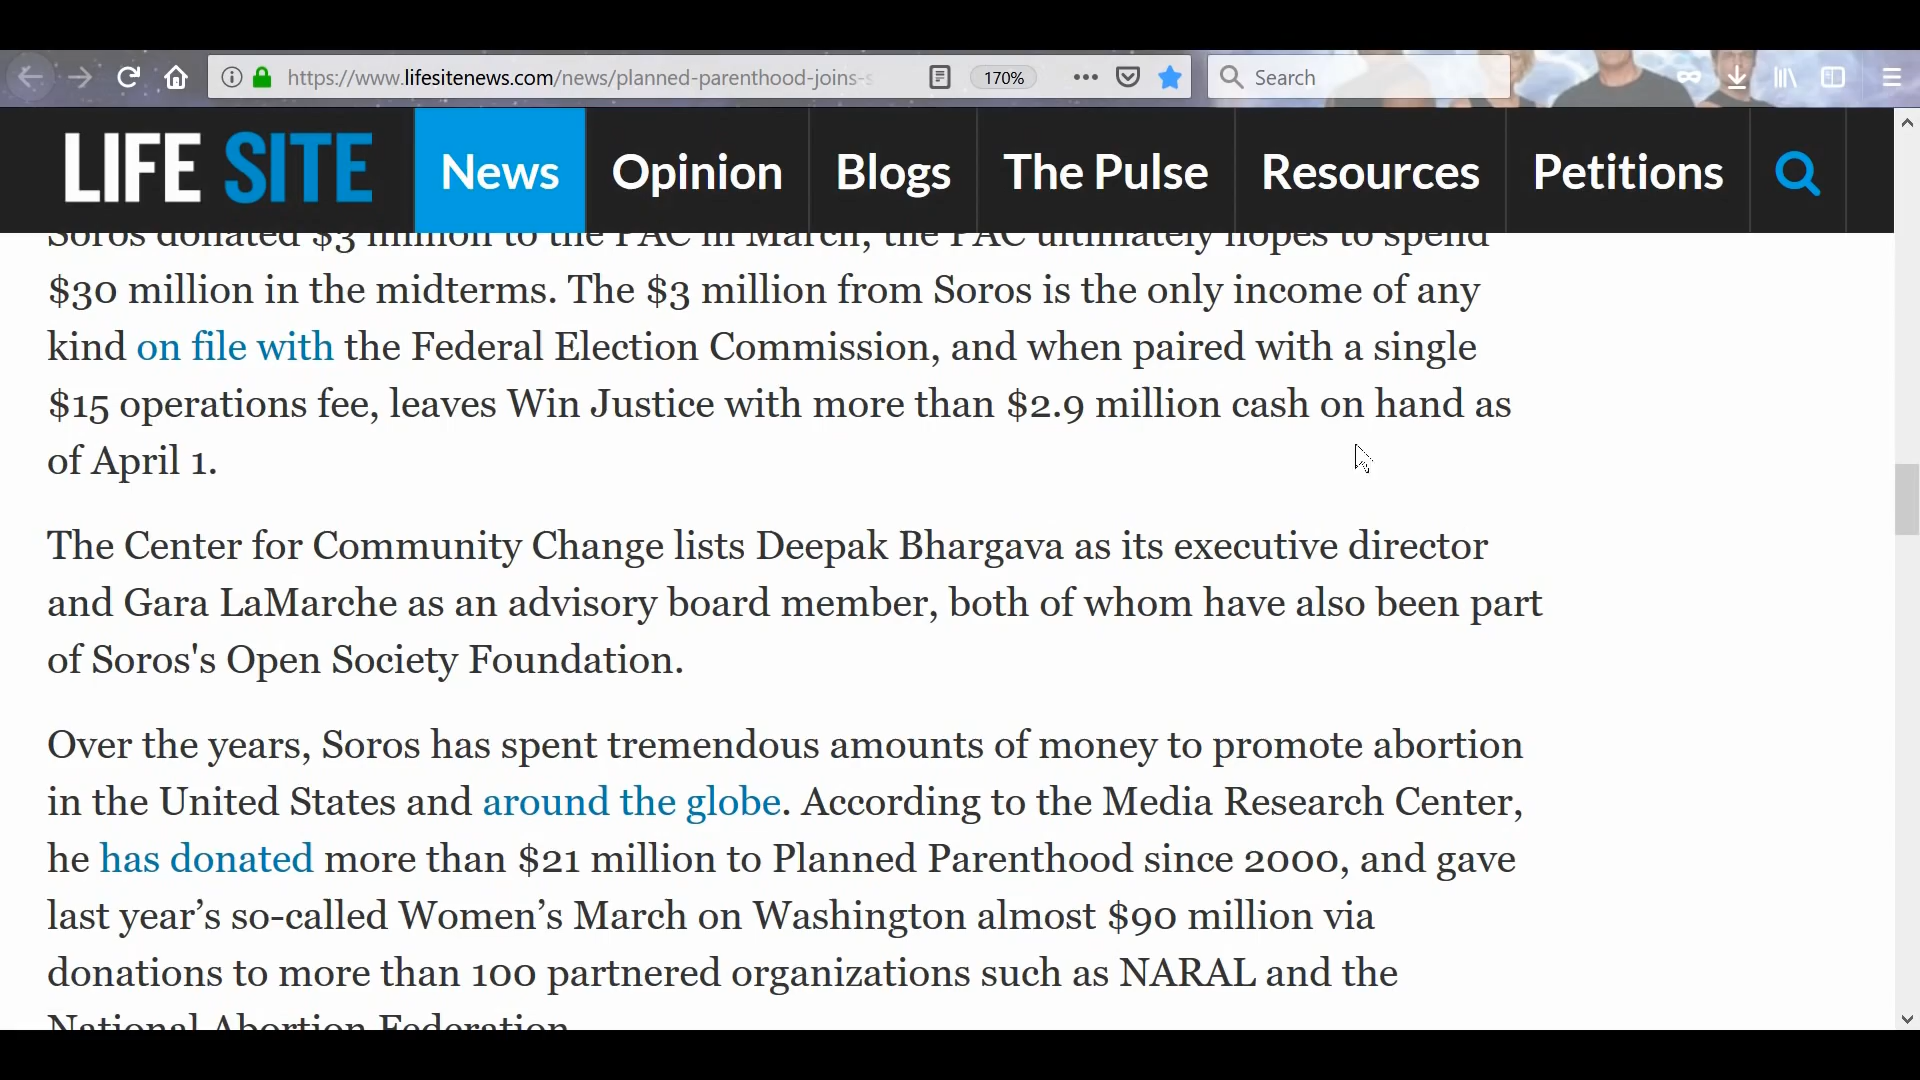 https://www.lifesitenews.com/news/planned-parenthood-joins-s
170%
Search
LIFE SITE
News
Opinion
Blogs
The Pulse
Resources
Petitions
Soros donated $3 million to the PAC in March; the PAC ultimately hopes to spend
$30 million in the midterms. The $3 million from Soros is the only income of any
kind on file with the Federal Election Commission, and when paired with a single
$15 operations fee, leaves Win Justice with more than $2.9 million cash on hand as
of April 1.
The Center for Community Change lists Deepak Bhargava as its executive director
and Gara LaMarche as an advisory board member, both of whom have also been part
of Soros's Open Society Foundation.
Over the years, Soros has spent tremendous amounts of money to promote abortion
in the United States and around the globe. According to the Media Research Center,
he has donated more than $21 million to Planned Parenthood since 2000, and gave
last year’s so-called Women’s March on Washington almost $90 million via
donations to more than 100 partnered organizations such as NARAL and the
National Abortion Federation